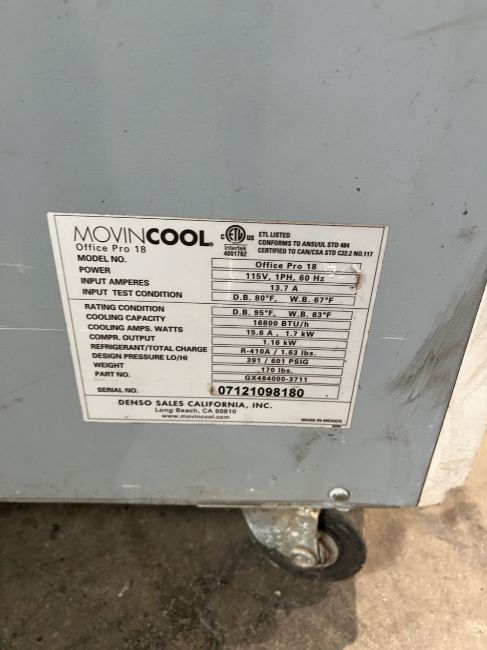 MOVINCOOL®
Office Pro 18
C ETL US
Intertek
4001762
ETL LISTED
CONFORMS TO ANSI/UL STD 484
CERTIFIED TO CAN/CSA STD C22.2 NO.117
MODEL NO. Office Pro 18
POWER 115V, 1PH, 60 Hz
INPUT AMPERES 13.7 A
INPUT TEST CONDITION D.B. 80°F, W.B. 67°F
RATING CONDITION D.B. 95°F, W.B. 83°F
COOLING CAPACITY 16800 BTU/h
COOLING AMPS. WATTS 15.6 A , 1.7 kW
COMPR. OUTPUT 1.16 kW
REFRIGERANT/TOTAL CHARGE R-410A / 1.63 lbs.
DESIGN PRESSURE LO/HI 391 / 601 PSIG
WEIGHT 170 lbs.
PART NO. GX484000-3711
SERIAL NO. 07121098180
DENSO SALES CALIFORNIA, INC.
Long Beach, CA 90810
www.movincool.com
MADE IN MEXICO